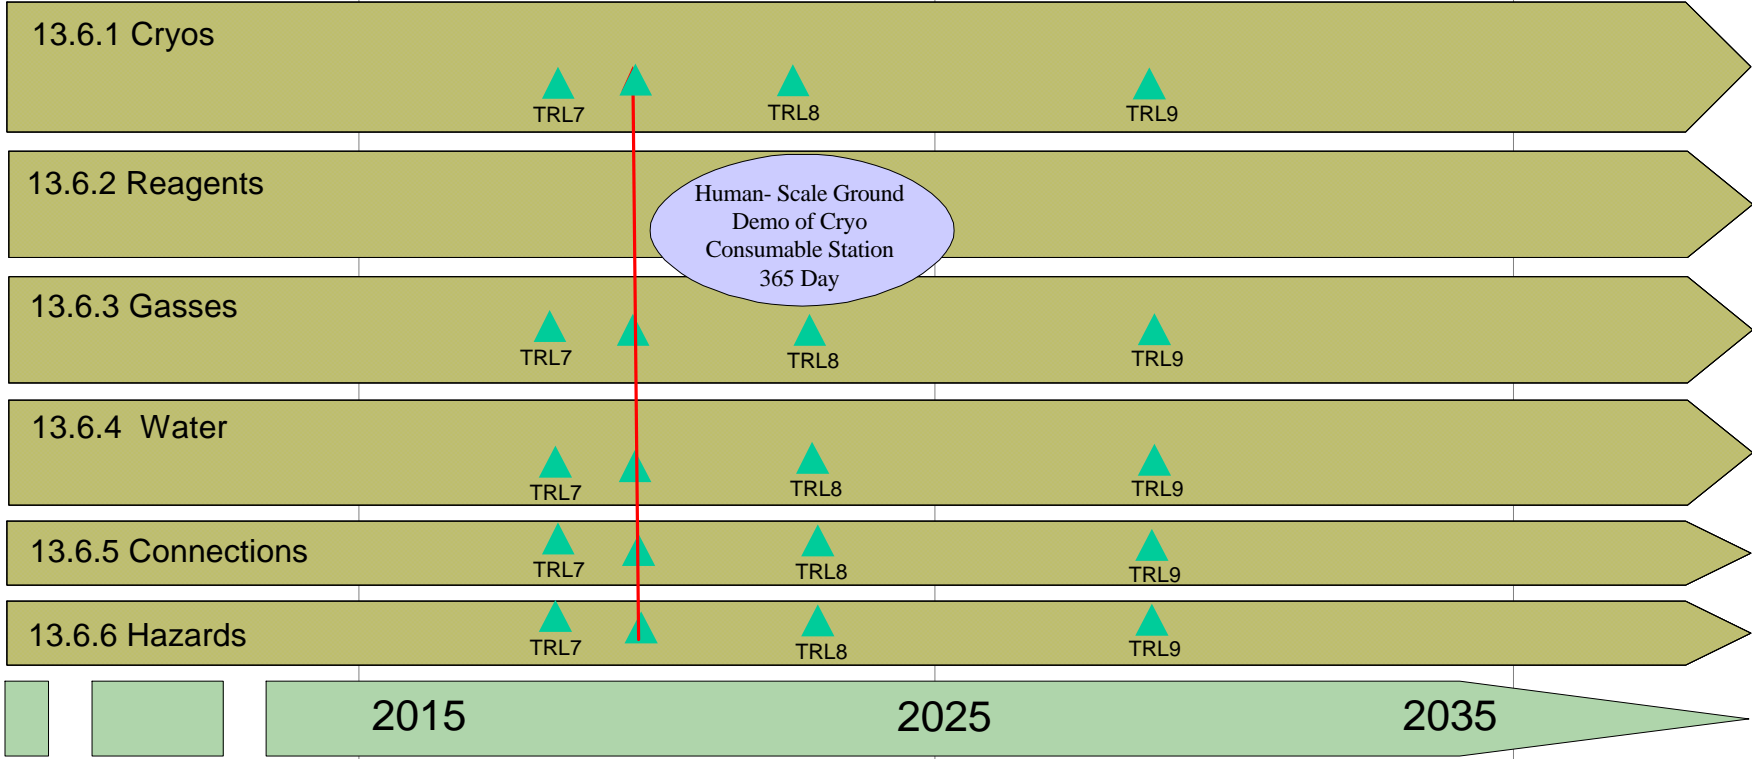 13.6.1 Cryos
TRL7
TRL8
TRL9
13.6.2 Reagents
Human- Scale Ground
Demo of Cryo
Consumable Station
365 Day
13.6.3 Gasses
TRL7
TRL8
TRL9
13.6.4 Water
TRL7
TRL8
TRL9
13.6.5 Connections
TRL7
TRL8
TRL9
13.6.6 Hazards
TRL7
TRL8
TRL9
2015
2025
2035